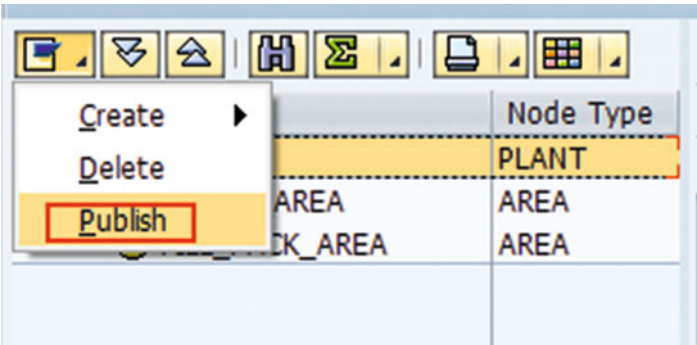 Node Type
Create
PLANT
Delete
AREA AREA
Publish
AREA